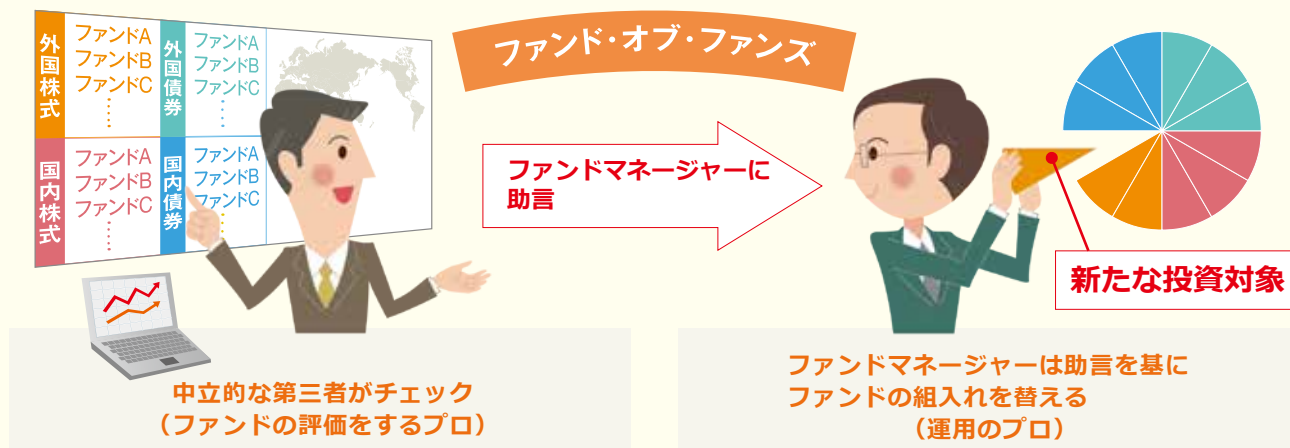 ファンド・オブ・ファンズ
外国株式
ファンドA
ファンドB
ファンドC
⋮
外国債券
ファンドA
ファンドB
ファンドC
⋮
国内株式
ファンドA
ファンドB
ファンドC
⋮
国内債券
ファンドA
ファンドB
ファンドC
⋮
ファンドマネージャーに
助言
新たな投資対象
中立的な第三者がチェック
（ファンドの評価をするプロ）
ファンドマネージャーは助言を基に
ファンドの組入れを替える
（運用のプロ）